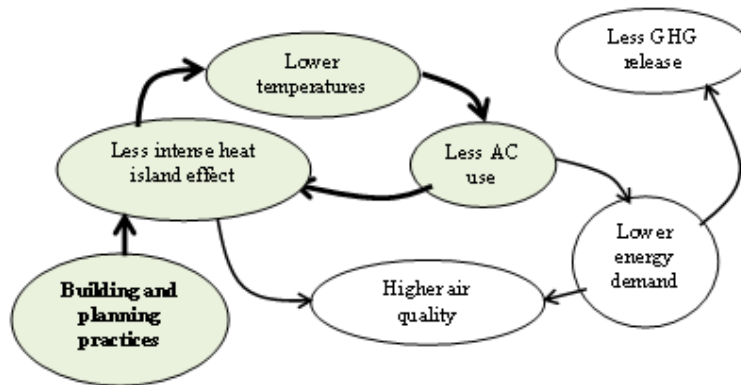 Less GHG
release
Lower
temperatures
Less intense heat
island effect
Less AC
use
Lower
energy
demand
Higher air
quality
Building and
planning
practices